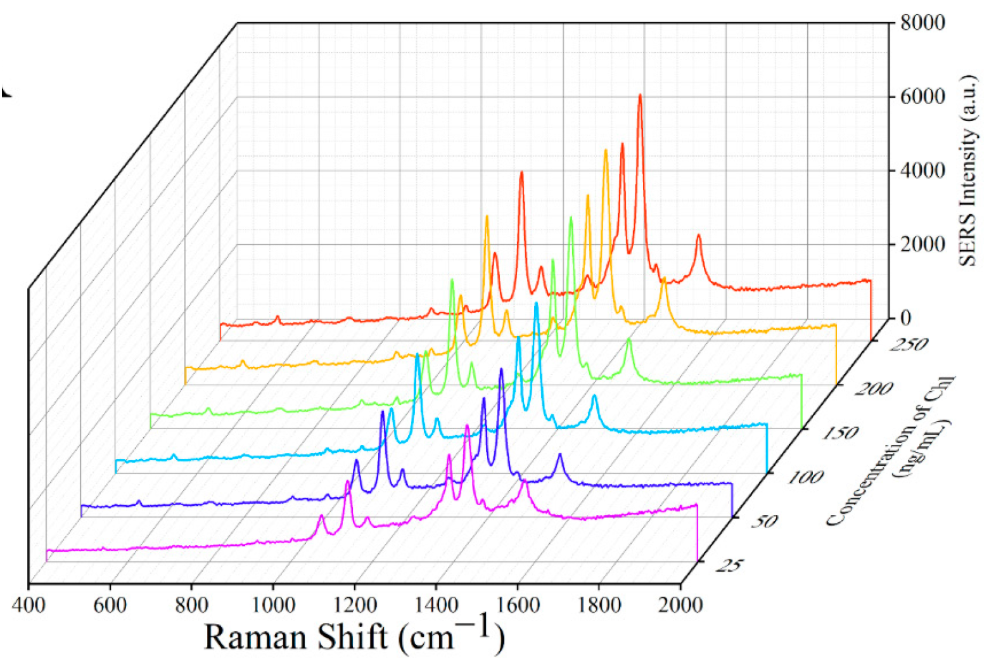 8000
6000
4000
2000
0
SERS Intensity (a.u.)
250
200
150
100
50
25
Concentration of Chl
(ng/mL)
400 600 800 1000 1200 1400 1600 1800 2000
Raman Shift (cm⁻¹)